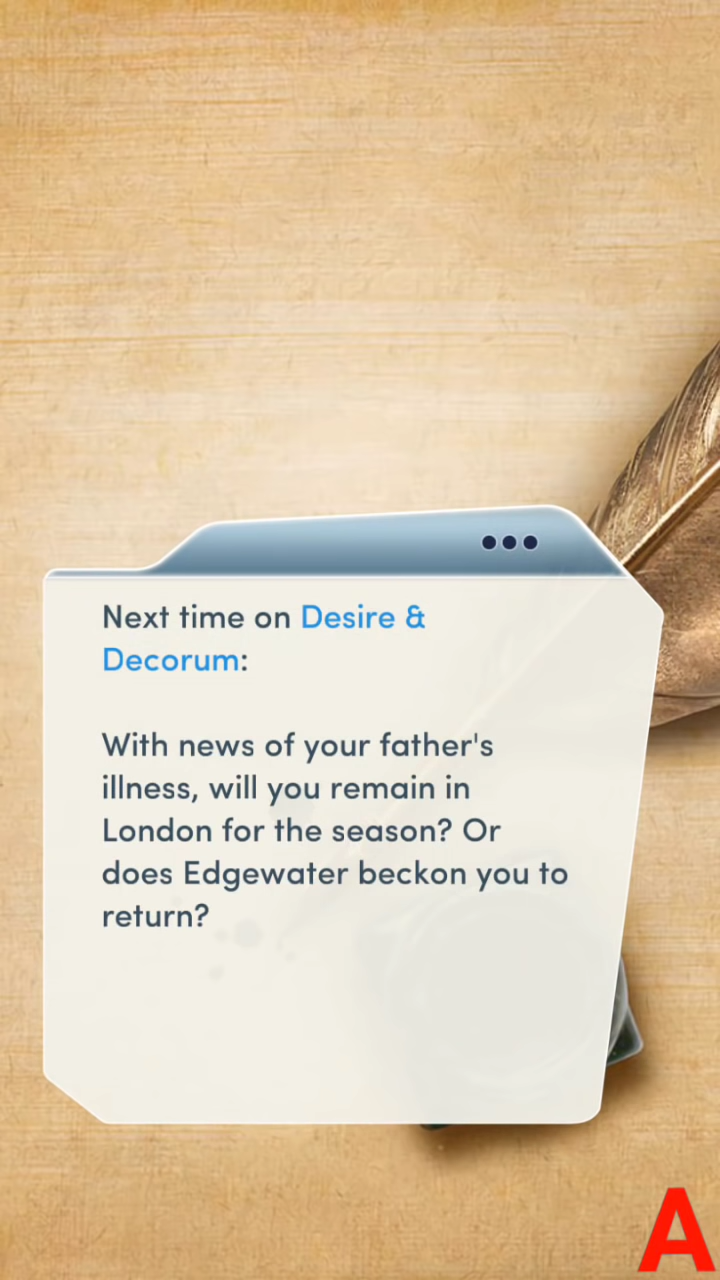 Next time on Desire &
Decorum:
With news of your father's
illness, will you remain in
London for the season? Or
does Edgewater beckon you to
return?
A